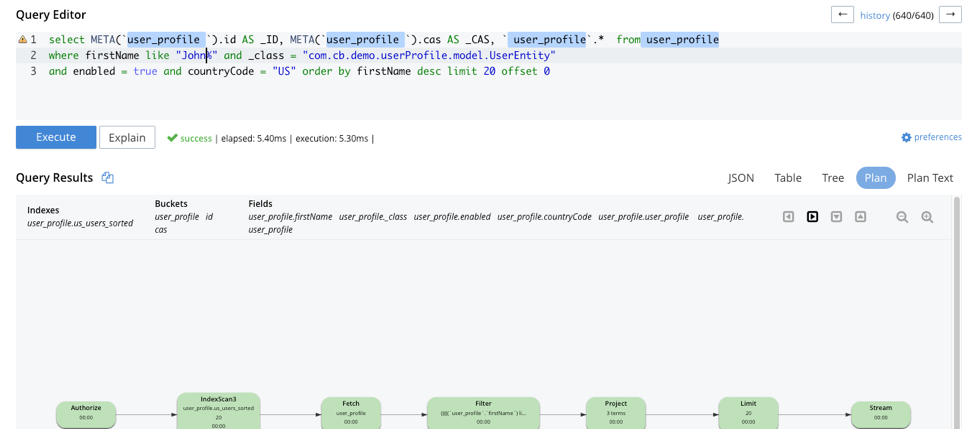 Query Editor
← history (640/640) →
1 select META(`user_profile `).id AS _ID, META(`user_profile `).cas AS _CAS, ` user_profile`.*  from user_profile
2 where firstName like "John%" and _class = "com.cb.demo.userProfile.model.UserEntity"
3 and enabled = true and countryCode = "US" order by firstName desc limit 20 offset 0
Execute Explain success | elapsed: 5.40ms | execution: 5.30ms | preferences
Query Results JSON Table Tree Plan Plan Text
Indexes Buckets Fields
user_profile.us_users_sorted user_profile id user_profile.firstName user_profile._class user_profile.enabled user_profile.countryCode user_profile.user_profile user_profile.
cas user_profile
Authorize
00:00
IndexScan3
user_profile.us_users_sorted
20
00:00
Fetch
user_profile
00:00
Filter
00:00
Project
3 terms
00:00
Limit
20
00:00
Stream
00:00